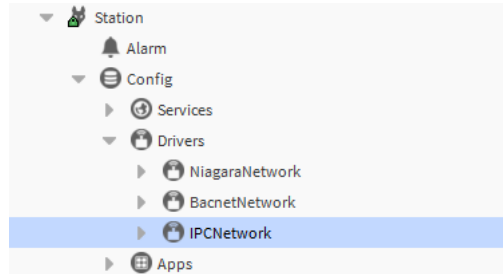 Station
Alarm
Config
Services
Drivers
NiagaraNetwork
BacnetNetwork
IPCNetwork
Apps